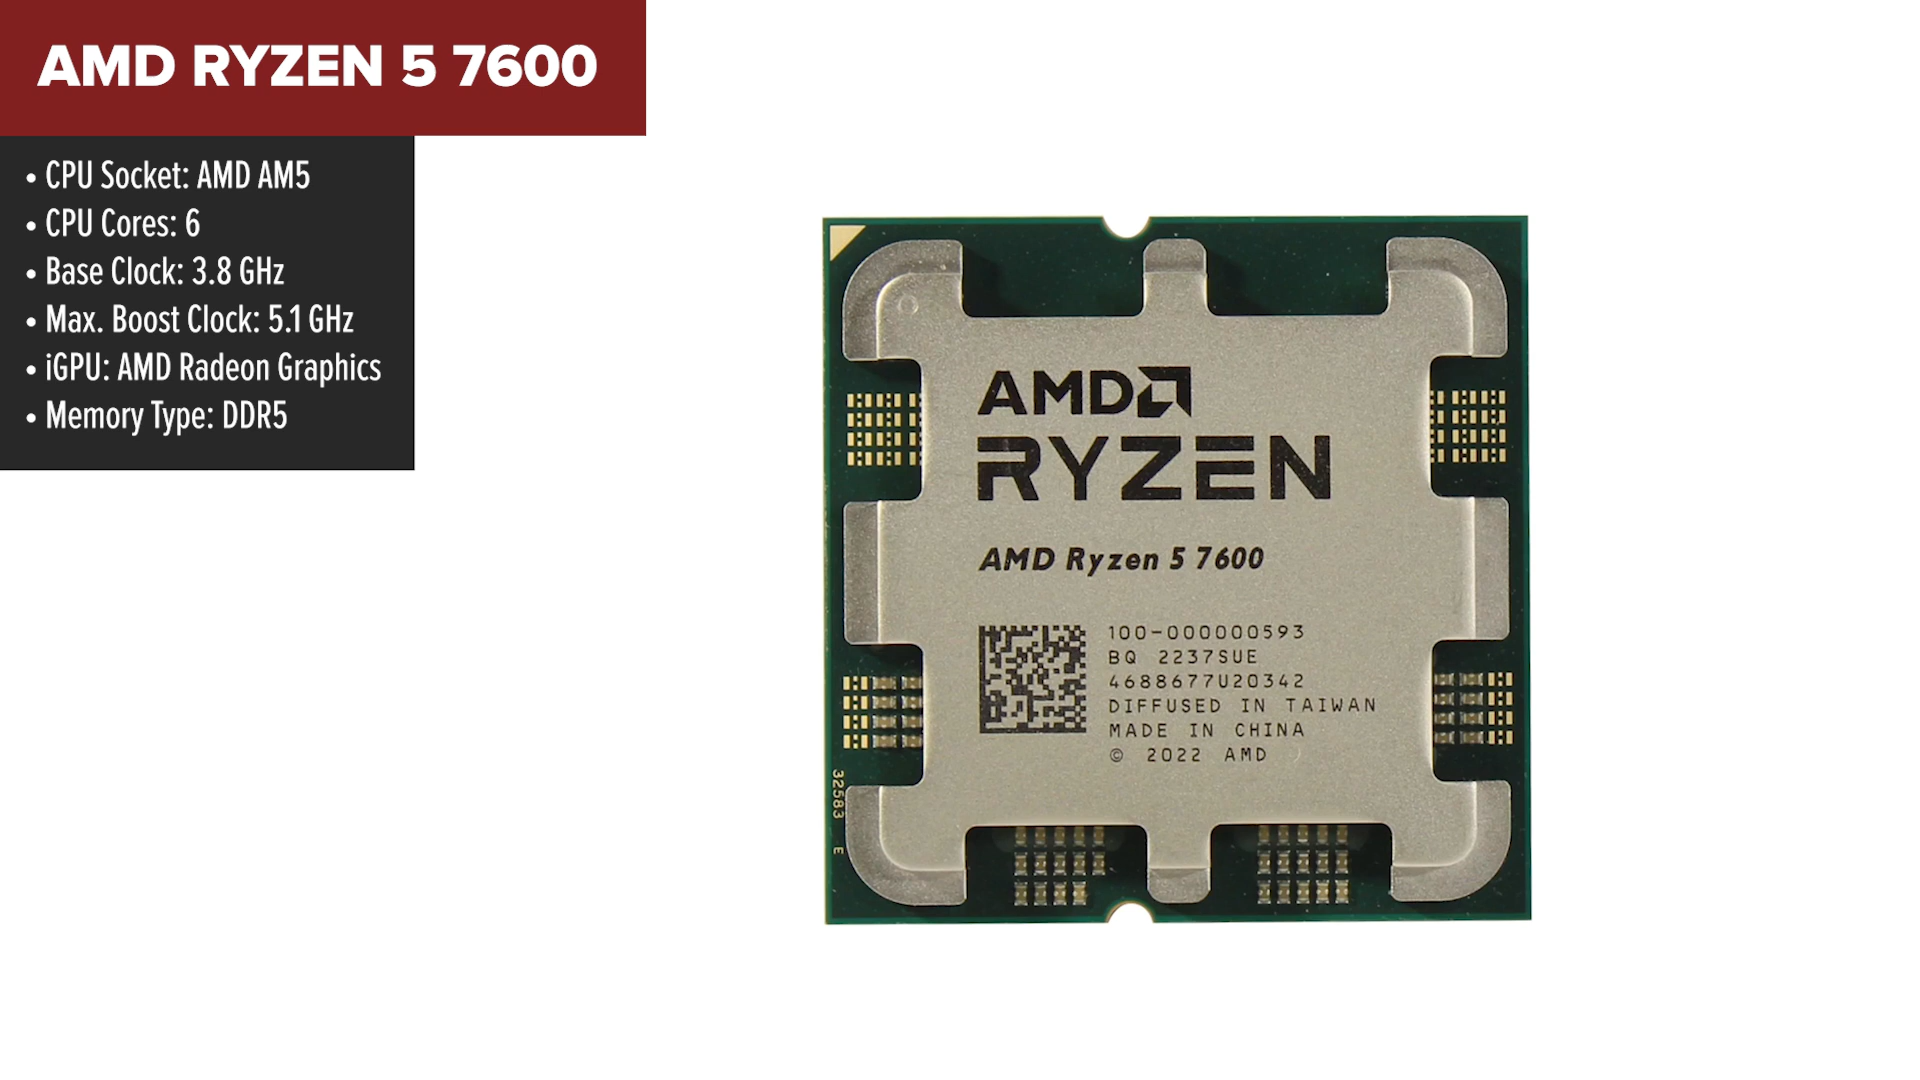 AMD RYZEN 5 7600
• CPU Socket: AMD AM5
• CPU Cores: 6
• Base Clock: 3.8 GHz
• Max. Boost Clock: 5.1 GHz
• iGPU: AMD Radeon Graphics
• Memory Type: DDR5
AMD
RYZEN
AMD Ryzen 5 7600
100-000000593
BQ 2237SUE
4688677U20342
DIFFUSED IN TAIWAN
MADE IN CHINA
© 2022 AMD
32583 E